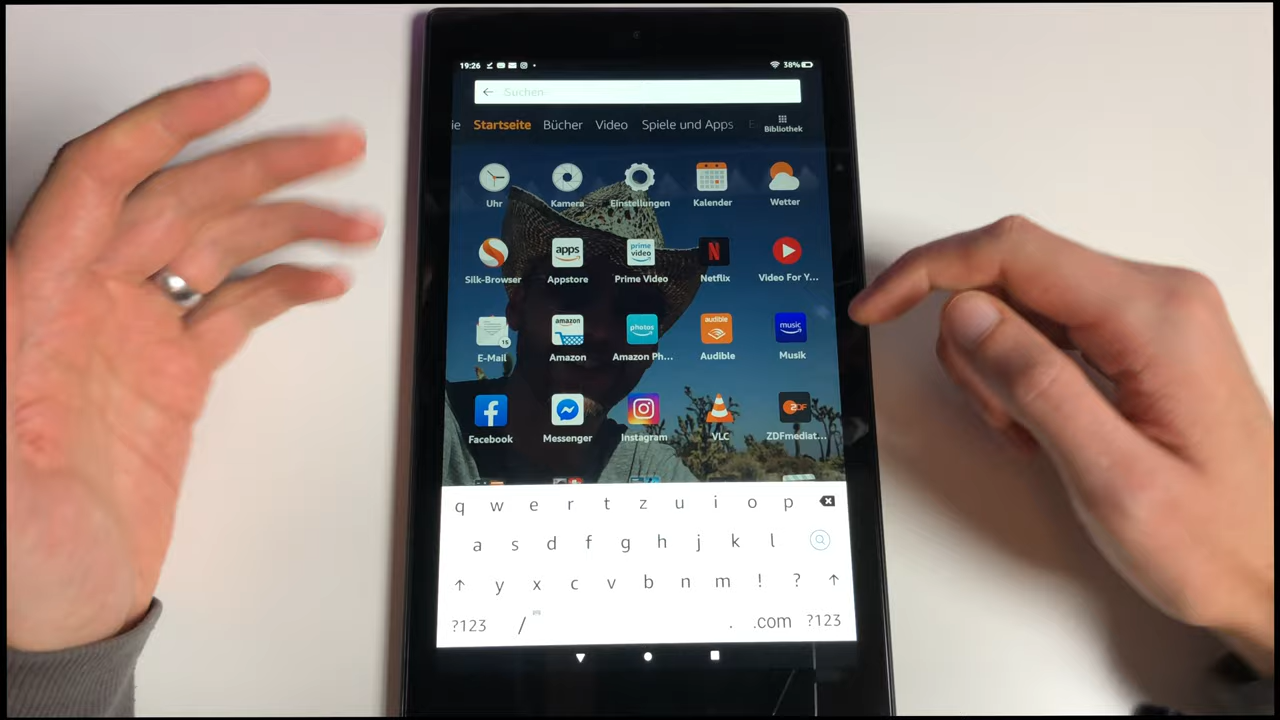 19:26 38%
Suchen
ie Startseite Bücher Video Spiele und Apps E
Bibliothek
Uhr Kamera Einstellungen Kalender Wetter
apps prime video N
Silk-Browser Appstore Prime Video Netflix Video For Y...
15 amazon photos audible music
E-Mail Amazon Amazon Ph... Audible Musik
f ZDF
Facebook Messenger Instagram VLC ZDFmediat...
q w e r t z u i o p
a s d f g h j k l
y x c v b n m ! ?
?123 / . .com ?123